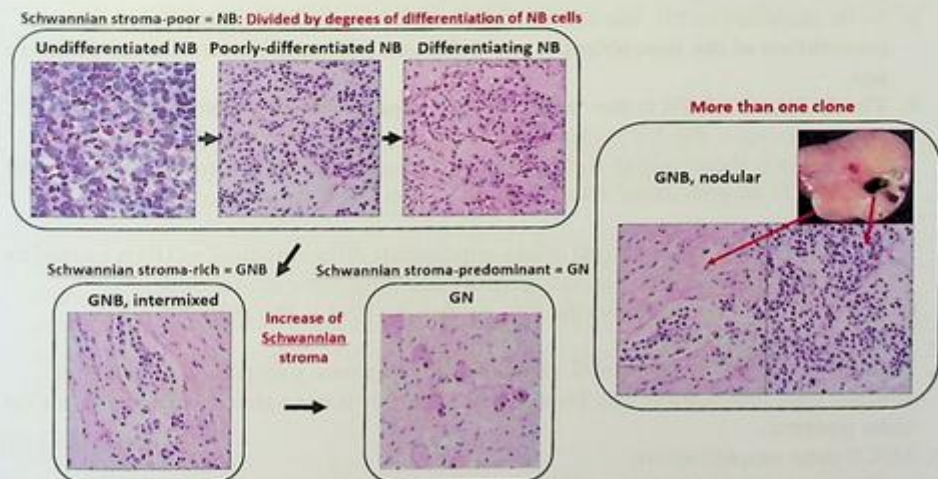 Schwannian stroma-poor = NB: Divided by degrees of differentiation of NB cells
Undifferentiated NB
Poorly-differentiated NB
Differentiating NB
Schwannian stroma-rich = GNB
GNB, intermixed
Increase of
Schwannian
stroma
Schwannian stroma-predominant = GN
GN
More than one clone
GNB, nodular